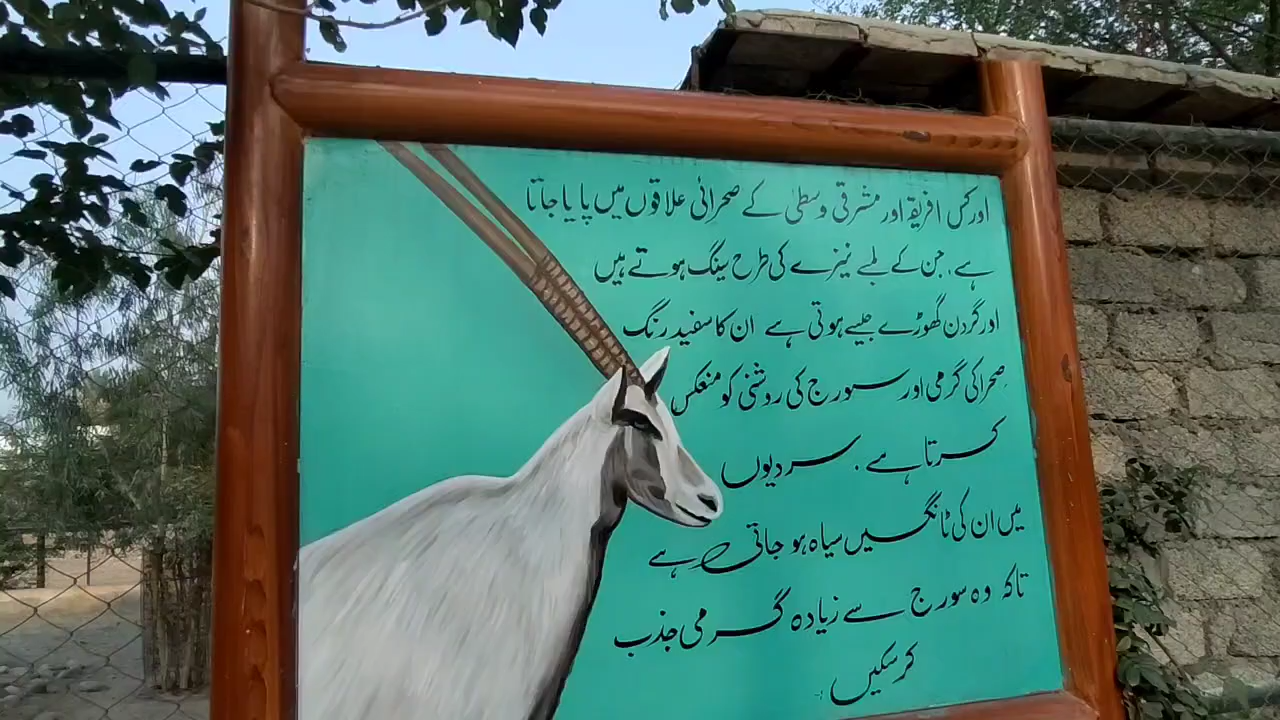 اورکس افریقہ اور مشرقی وسطیٰ کے صحرائی علاقوں میں پایا جاتا
ہے۔ جن کے لمبے نیزے کی طرح سینگ ہوتے ہیں
اور گردن گھوڑے جیسے ہوتی ہے ان کا سفید رنگ
صحرا کی گرمی اور سورج کی روشنی کو منعکس
کرتا ہے۔ سردیوں
میں ان کی ٹانگیں سیاہ ہو جاتی ہے
تاکہ وہ سورج سے زیادہ گرمی جذب
کر سکیں